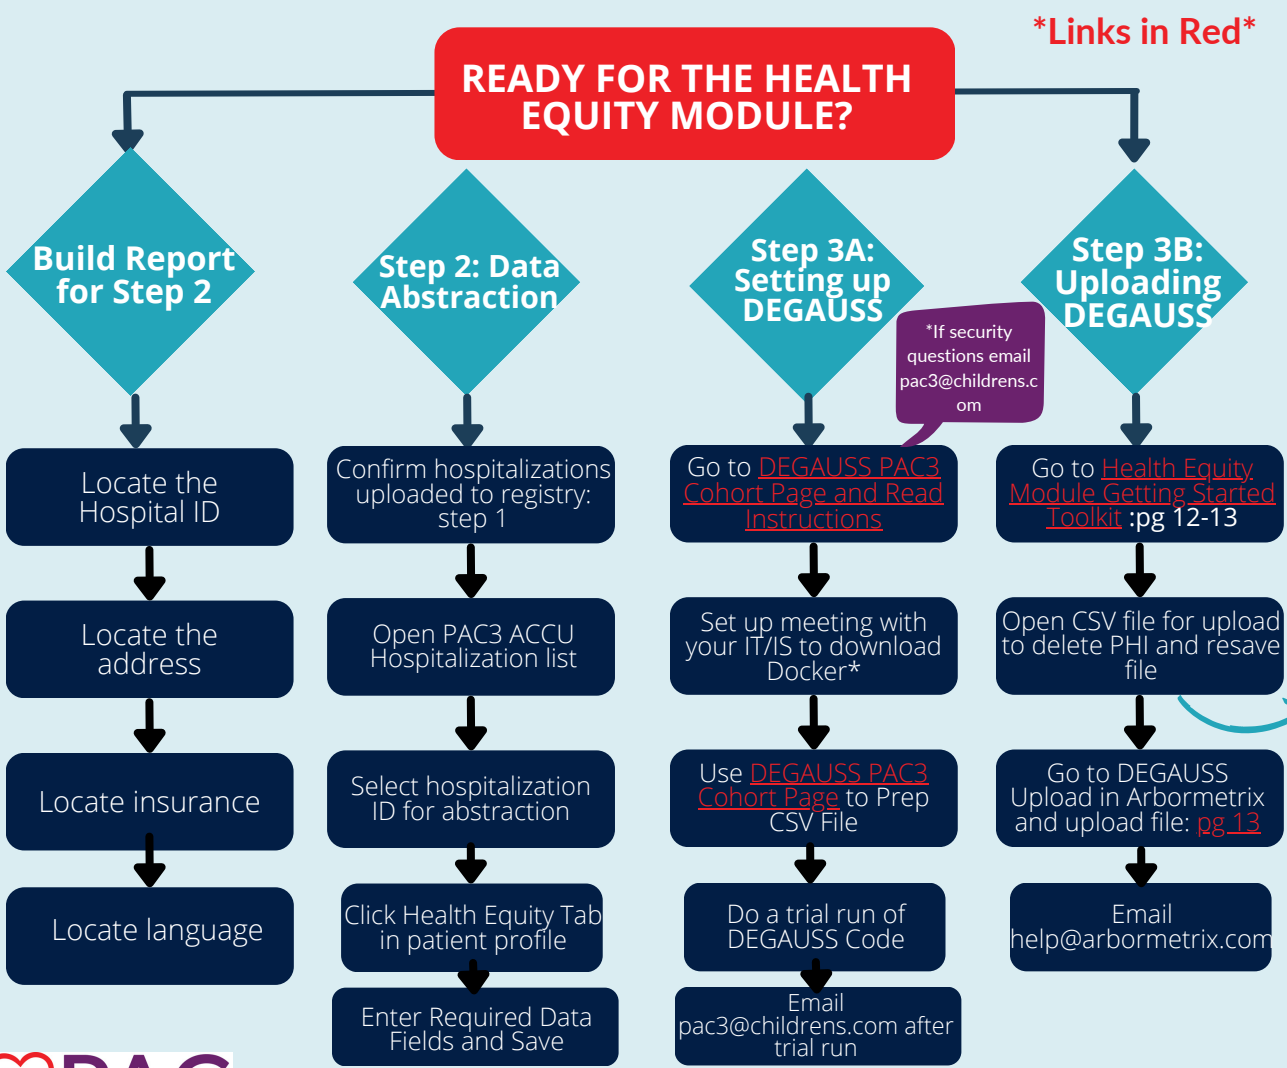 *Links in Red*
READY FOR THE HEALTH
EQUITY MODULE?
Build Report
for Step 2
Locate the
Hospital ID
Locate the
address
Locate insurance
Locate language
Step 2: Data
Abstraction
Confirm hospitalizations
uploaded to registry:
step 1
Open PAC3 ACCU
Hospitalization list
Select hospitalization
ID for abstraction
Click Health Equity Tab
in patient profile
Enter Required Data
Fields and Save
Step 3A:
Setting up
DEGAUSS
*If security
questions email
pac3@childrens.c
om
Go to DEGAUSS PAC3
Cohort Page and Read
Instructions
Set up meeting with
your IT/IS to download
Docker*
Use DEGAUSS PAC3
Cohort Page to Prep
CSV File
Do a trial run of
DEGAUSS Code
Email
pac3@childrens.com after
trial run
Step 3B:
Uploading
DEGAUSS
Go to Health Equity
Module Getting Started
Toolkit :pg 12-13
Open CSV file for upload
to delete PHI and resave
file
Go to DEGAUSS
Upload in Arbormetrix
and upload file: pg 13
Email
help@arbormetrix.com
PAC